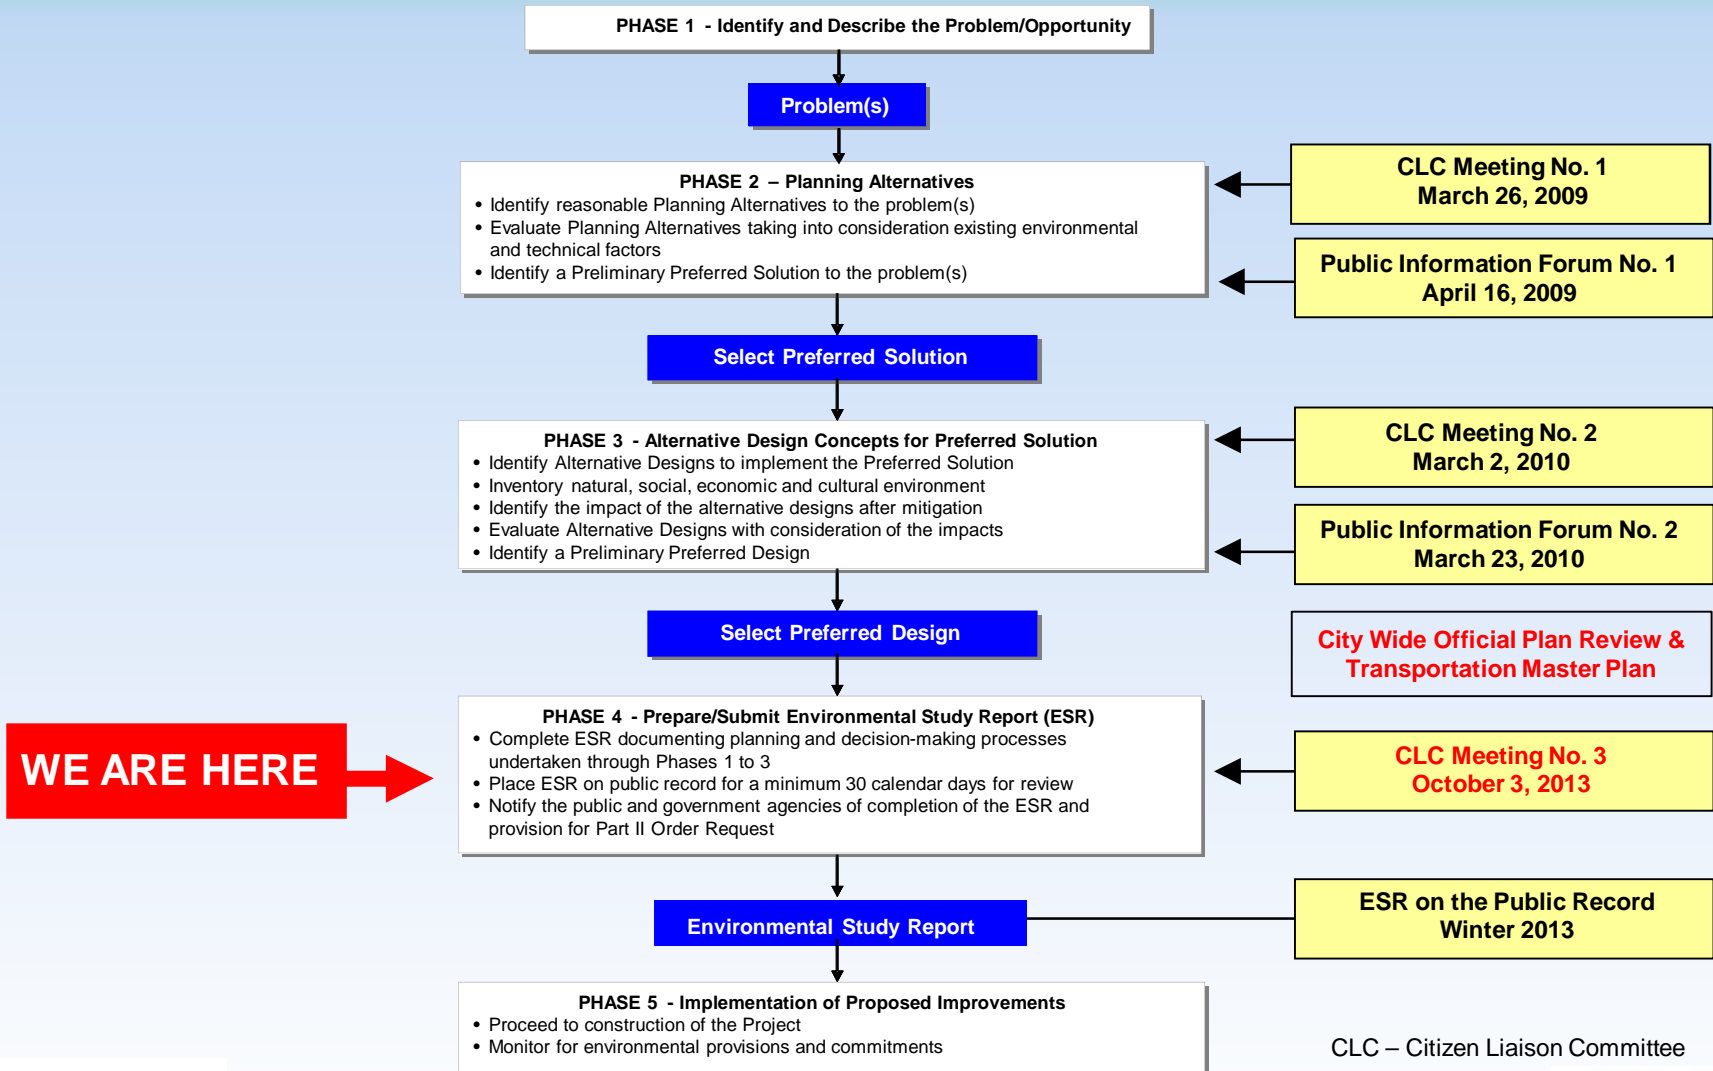 PHASE 1 - Identify and Describe the Problem/Opportunity
Problem(s)
PHASE 2 – Planning Alternatives
• Identify reasonable Planning Alternatives to the problem(s)
• Evaluate Planning Alternatives taking into consideration existing environmental
and technical factors
• Identify a Preliminary Preferred Solution to the problem(s)
CLC Meeting No. 1
March 26, 2009
Public Information Forum No. 1
April 16, 2009
Select Preferred Solution
PHASE 3 - Alternative Design Concepts for Preferred Solution
• Identify Alternative Designs to implement the Preferred Solution
• Inventory natural, social, economic and cultural environment
• Identify the impact of the alternative designs after mitigation
• Evaluate Alternative Designs with consideration of the impacts
• Identify a Preliminary Preferred Design
CLC Meeting No. 2
March 2, 2010
Public Information Forum No. 2
March 23, 2010
Select Preferred Design
City Wide Official Plan Review &
Transportation Master Plan
WE ARE HERE
PHASE 4 - Prepare/Submit Environmental Study Report (ESR)
• Complete ESR documenting planning and decision-making processes
undertaken through Phases 1 to 3
• Place ESR on public record for a minimum 30 calendar days for review
• Notify the public and government agencies of completion of the ESR and
provision for Part II Order Request
CLC Meeting No. 3
October 3, 2013
Environmental Study Report
ESR on the Public Record
Winter 2013
PHASE 5 - Implementation of Proposed Improvements
• Proceed to construction of the Project
• Monitor for environmental provisions and commitments
CLC – Citizen Liaison Committee